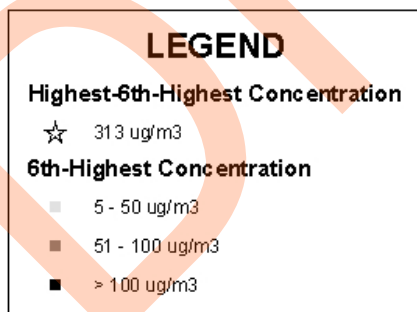 LEGEND
Highest-6th-Highest Concentration
313 ug/m3
6th-Highest Concentration
5 - 50 ug/m3
51 - 100 ug/m3
> 100 ug/m3